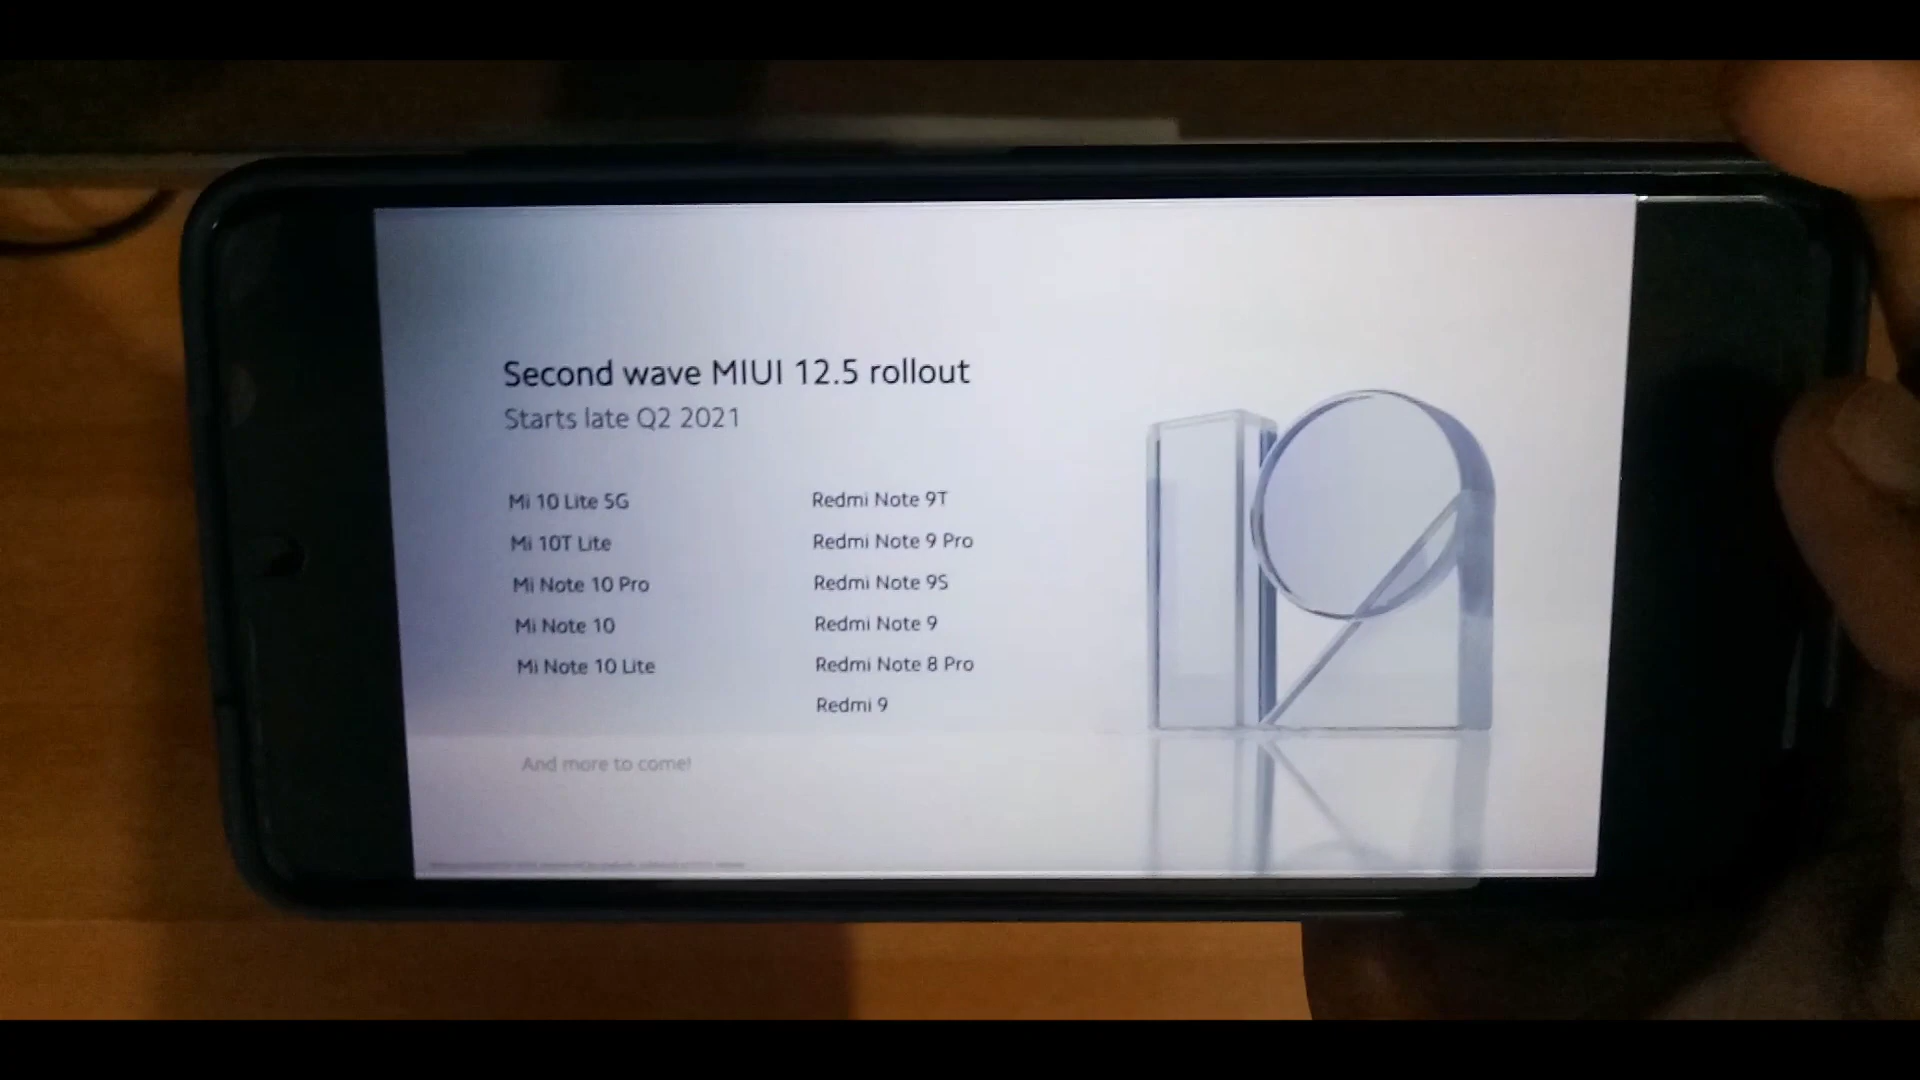 Second wave MIUI 12.5 rollout
Starts late Q2 2021
Mi 10 Lite 5G
Mi 10T Lite
Mi Note 10 Pro
Mi Note 10
Mi Note 10 Lite
Redmi Note 9T
Redmi Note 9 Pro
Redmi Note 9S
Redmi Note 9
Redmi Note 8 Pro
Redmi 9
And more to come!